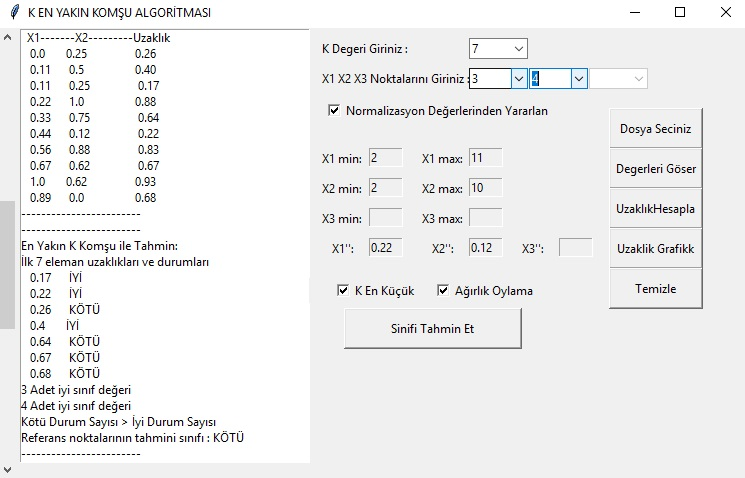 K EN YAKIN KOMŞU ALGORİTMASI
X1-------X2---------Uzaklık
0.0 0.25 0.26
0.11 0.5 0.40
0.11 0.25 0.17
0.22 1.0 0.88
0.33 0.75 0.64
0.44 0.12 0.22
0.56 0.88 0.83
0.67 0.62 0.67
1.0 0.62 0.93
0.89 0.0 0.68
------------------------
------------------------
En Yakın K Komşu ile Tahmin:
İlk 7 eleman uzaklıkları ve durumları
0.17 İYİ
0.22 İYİ
0.26 KÖTÜ
0.4 İYİ
0.64 KÖTÜ
0.67 KÖTÜ
0.68 KÖTÜ
3 Adet iyi sınıf değeri
4 Adet iyi sınıf değeri
Kötü Durum Sayısı > İyi Durum Sayısı
Referans noktalarının tahmini sınıfı : KÖTÜ
------------------------
K Degeri Giriniz : 7
X1 X2 X3 Noktalarını Giriniz : 3 4
Normalizasyon Değerlerinden Yararlan
X1 min: 2 X1 max: 11
X2 min: 2 X2 max: 10
X3 min: X3 max:
X1'': 0.22 X2'': 0.12 X3'':
K En Küçük Ağırlık Oylama
Sinifi Tahmin Et
Dosya Seciniz
Degerleri Göser
UzaklıkHesapla
Uzaklik Grafikk
Temizle